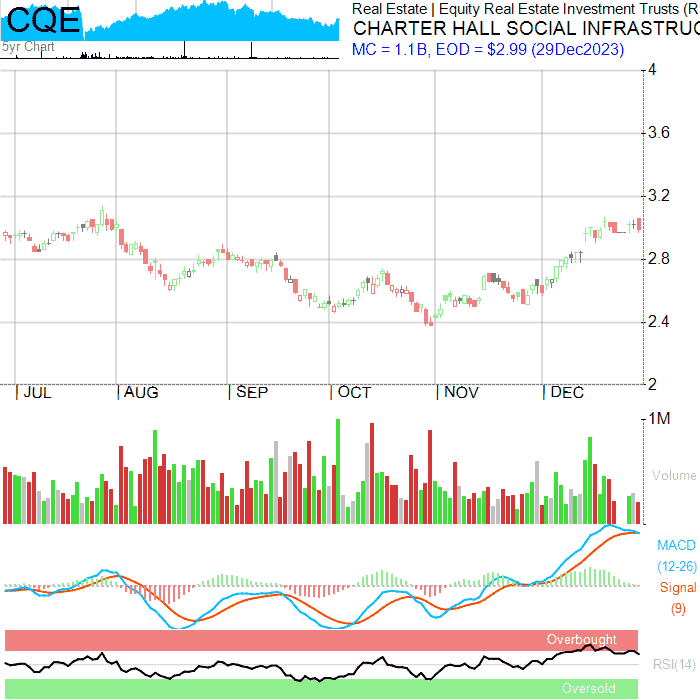 CQE
5yr Chart
Real Estate | Equity Real Estate Investment Trusts (R
CHARTER HALL SOCIAL INFRASTRUC
MC = 1.1B, EOD = $2.99 (29Dec2023)
4
3.6
3.2
2.8
2.4
2
| JUL | AUG | SEP | OCT | NOV | DEC
1M
Volume
MACD
(12-26)
Signal
(9)
Overbought
RSI(14)
Oversold